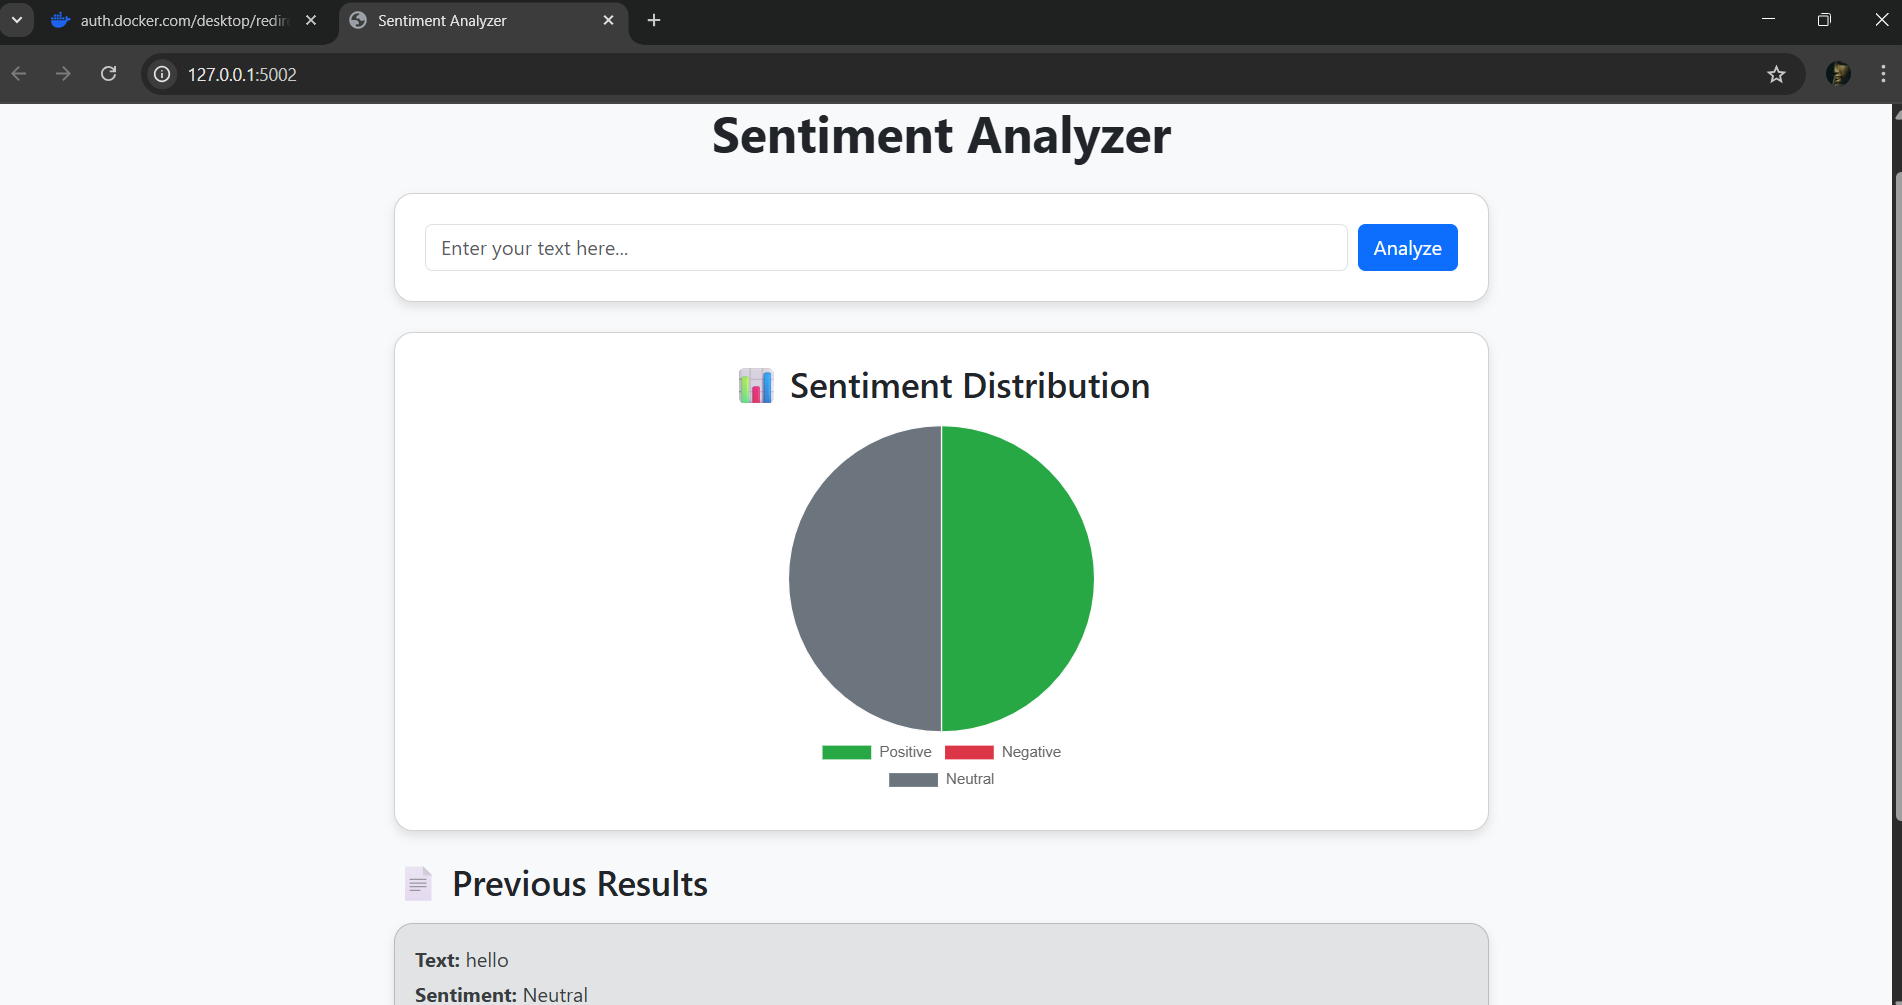 auth.docker.com/desktop/redir
Sentiment Analyzer
127.0.0.1:5002
Sentiment Analyzer
Enter your text here...
Analyze
Sentiment Distribution
Positive
Negative
Neutral
Previous Results
Text: hello
Sentiment: Neutral